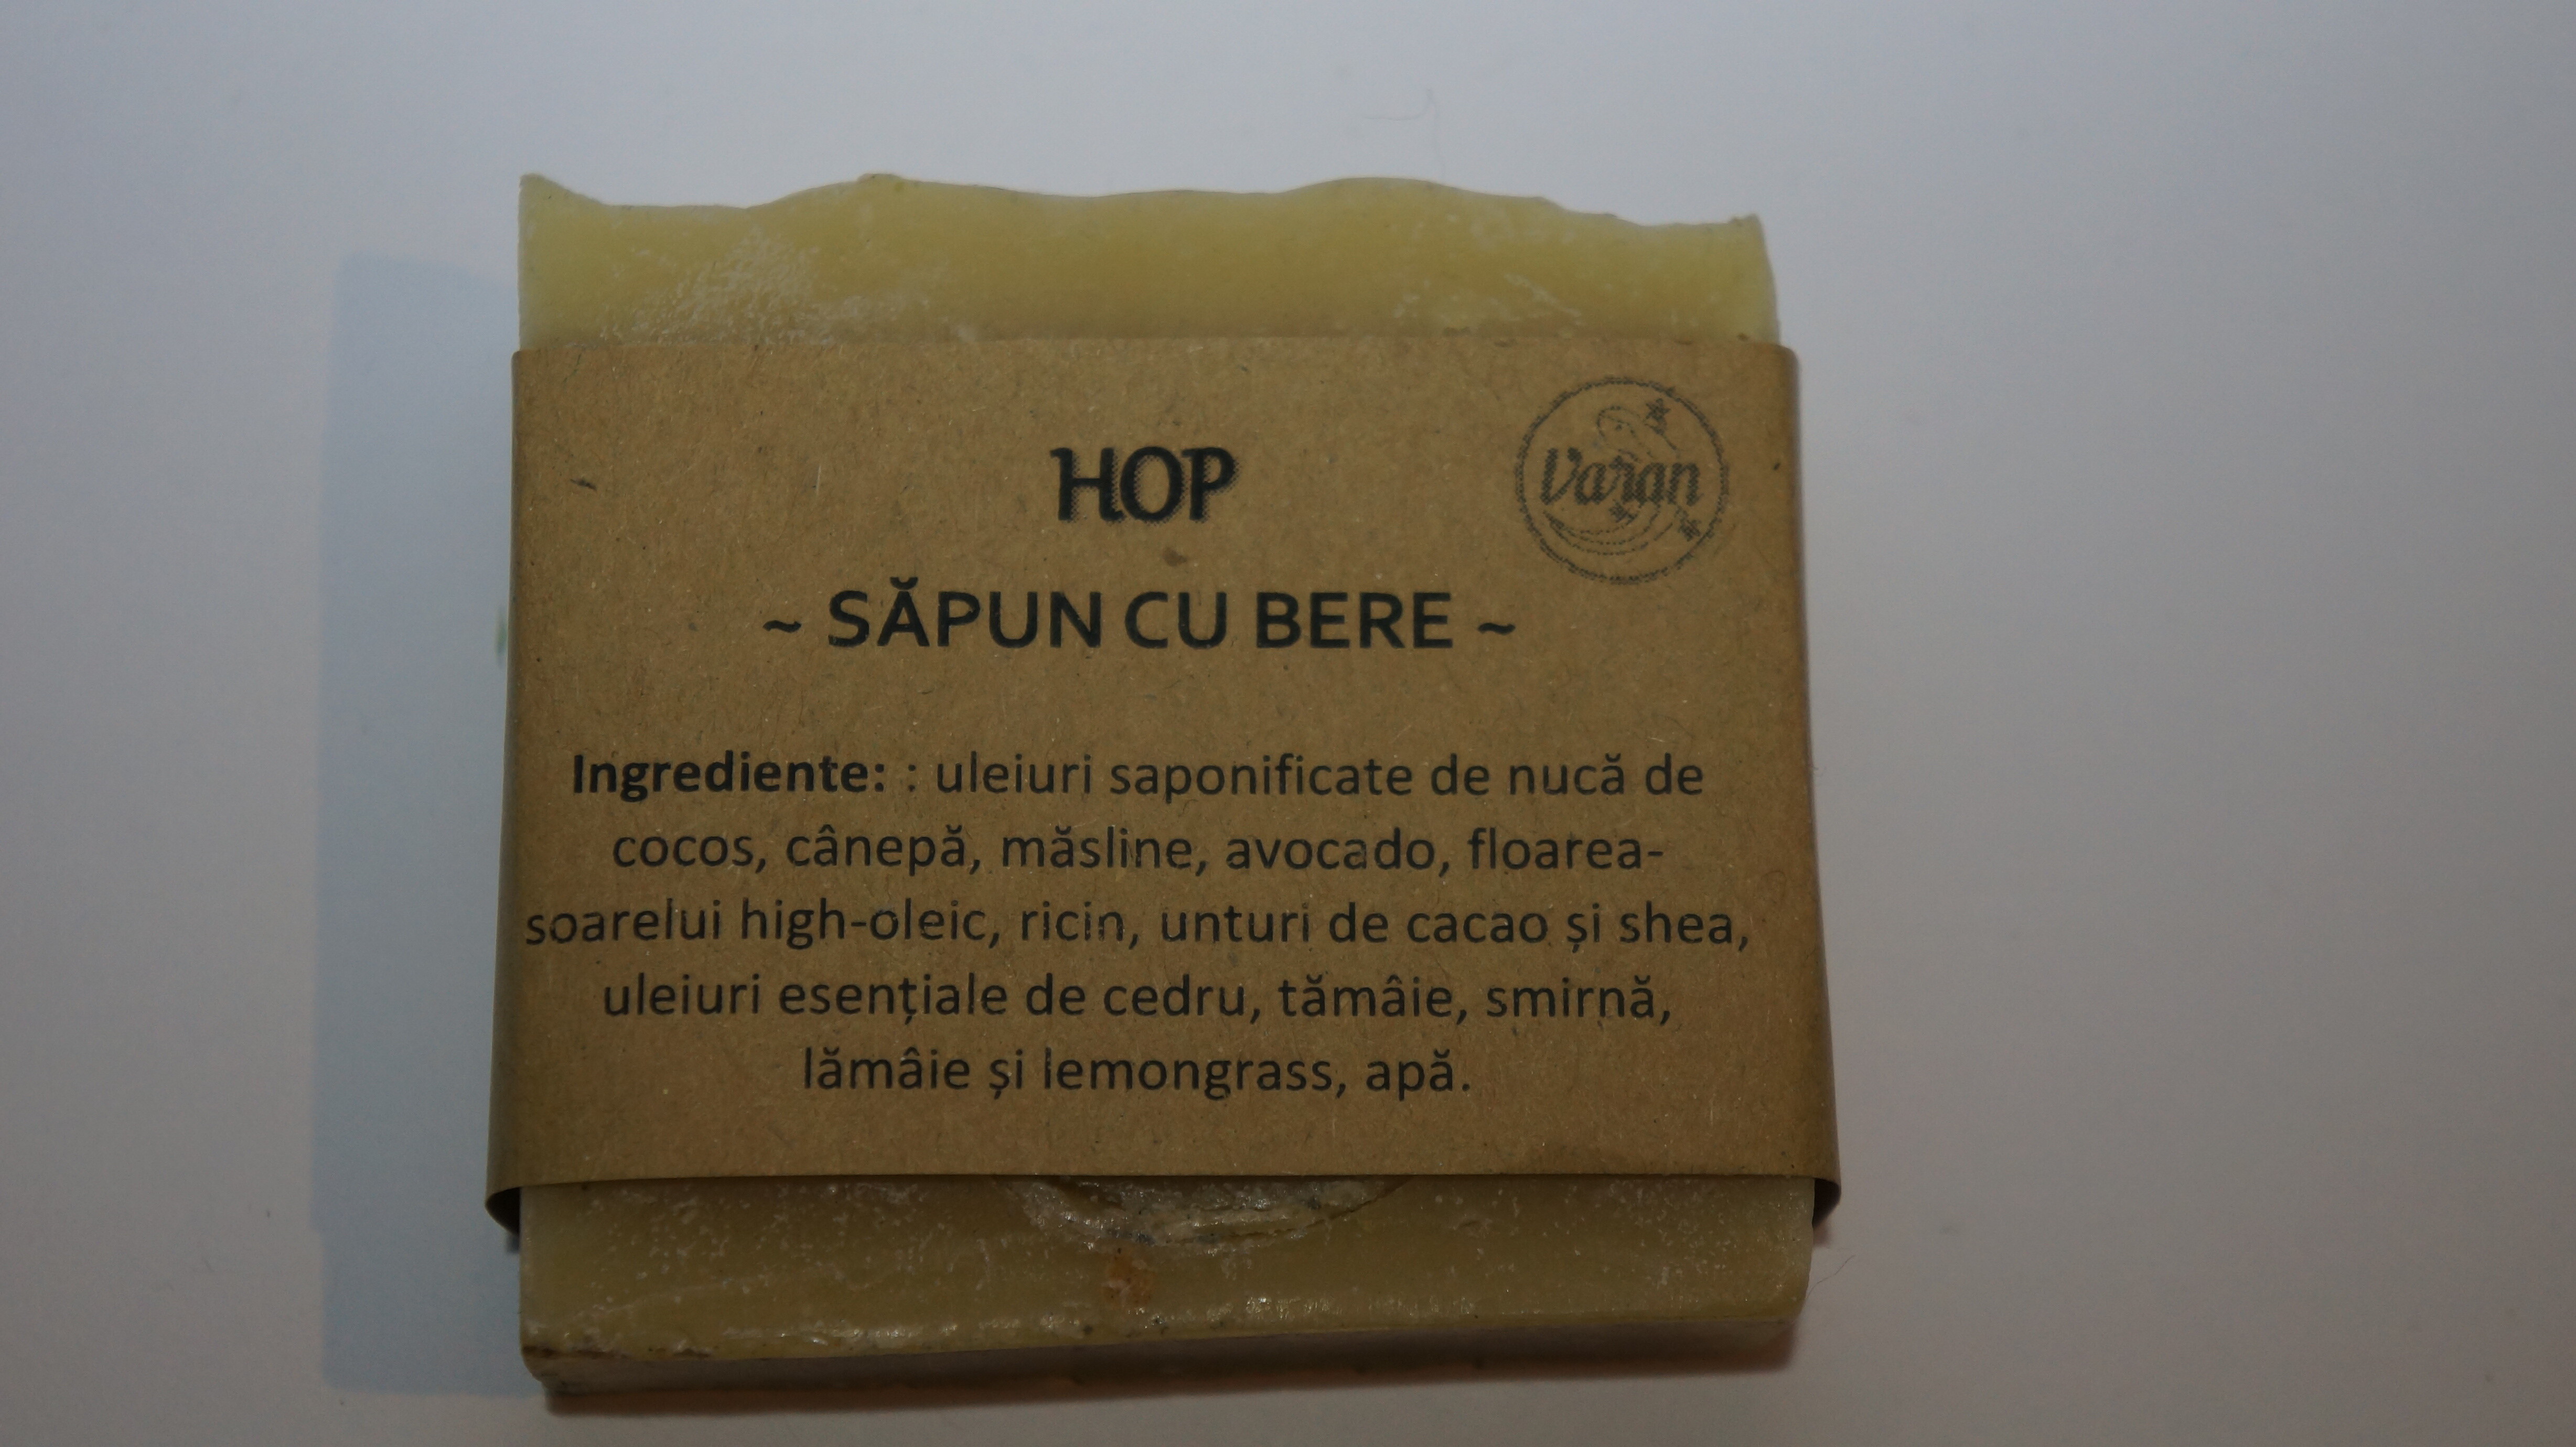 HOP
Varan
~ SĂPUN CU BERE ~
Ingrediente: : uleiuri saponificate de nucă de
cocos, cânepă, măsline, avocado, floarea-
soarelui high-oleic, ricin, unturi de cacao și shea,
uleiuri esențiale de cedru, tămâie, smirnă,
lămâie și lemongrass, apă.